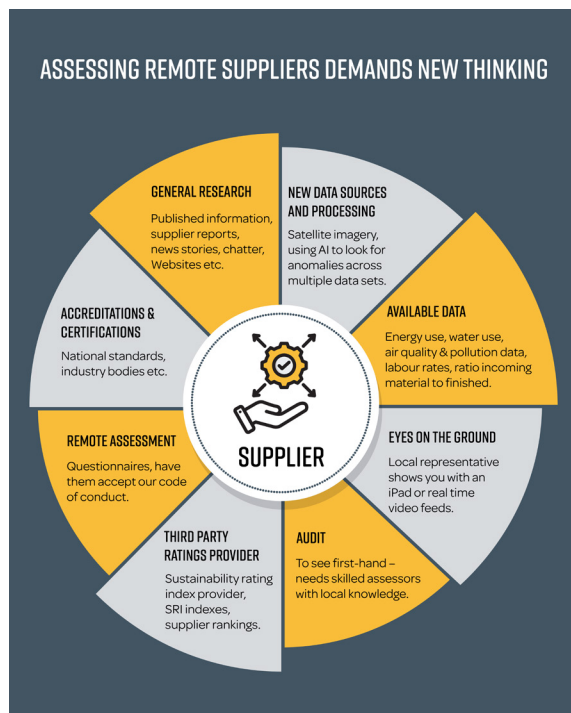 ASSESSING REMOTE SUPPLIERS DEMANDS NEW THINKING
GENERAL RESEARCH
Published information,
supplier reports,
news stories, chatter,
Websites etc.
NEW DATA SOURCES
AND PROCESSING
Satellite imagery,
using AI to look for
anomalies across
multiple data sets.
AVAILABLE DATA
Energy use, water use,
air quality & pollution data,
labour rates, ratio incoming
material to finished.
EYES ON THE GROUND
Local representative
shows you with an
iPad or real time
video feeds.
AUDIT
To see first-hand –
needs skilled assessors
with local knowledge.
THIRD PARTY
RATINGS PROVIDER
Sustainability rating
index provider,
SRI indexes,
supplier rankings.
REMOTE ASSESSMENT
Questionnaires, have
them accept our code
of conduct.
ACCREDITATIONS &
CERTIFICATIONS
National standards,
industry bodies etc.
SUPPLIER